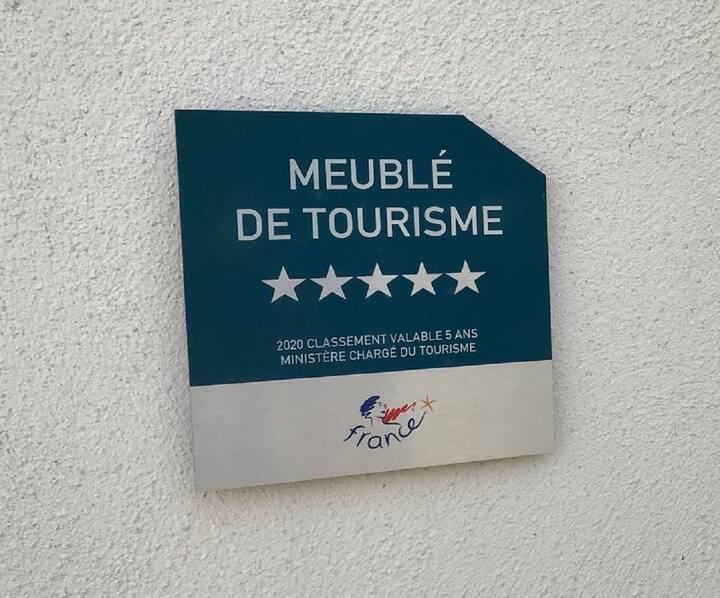 MEUBLÉ
DE TOURISME
2020 CLASSEMENT VALABLE 5 ANS
MINISTÈRE CHARGÉ DU TOURISME
france